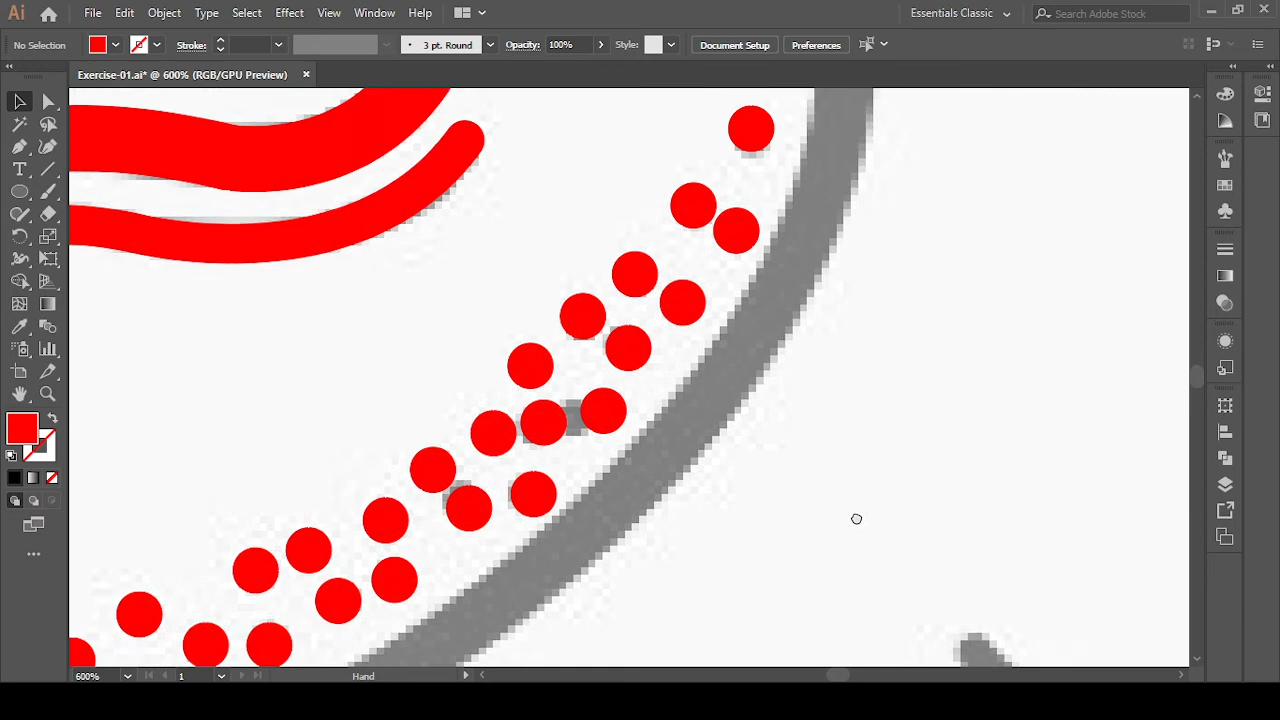 Ai File Edit Object Type Select Effect View Window Help Essentials Classic Search Adobe Stock
No Selection Stroke: 3 pt. Round Opacity: 100% Style: Document Setup Preferences
Exercise-01.ai* @ 600% (RGB/GPU Preview)
600% 1 Hand